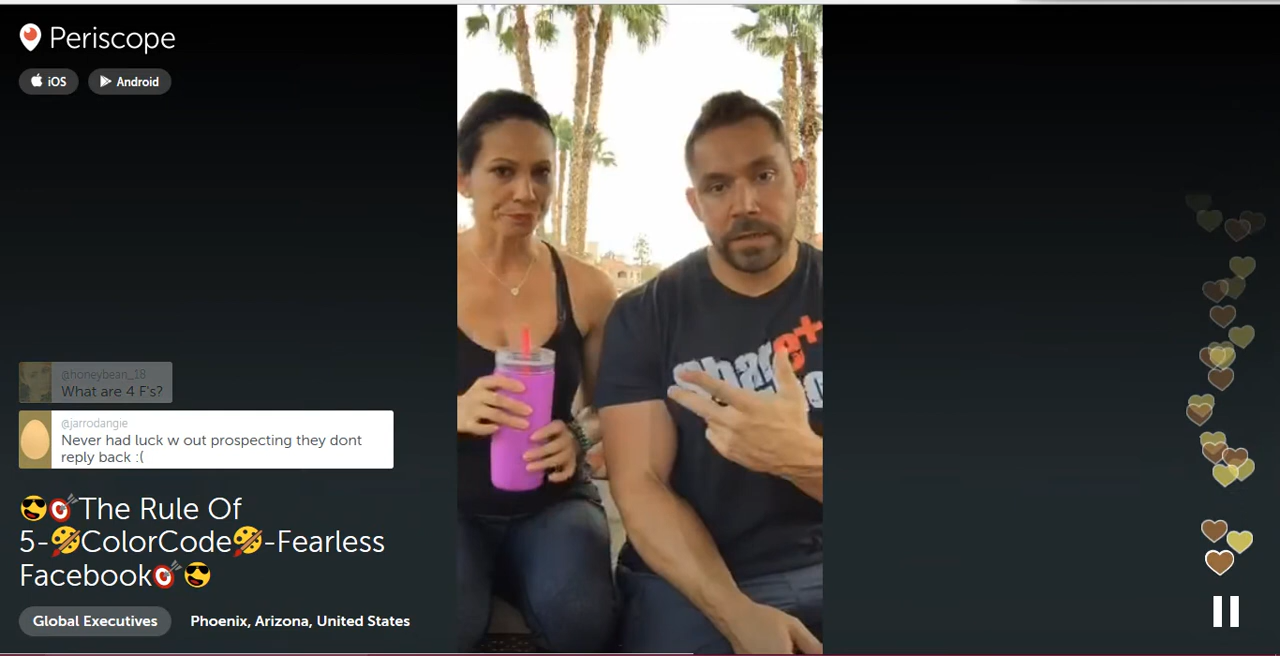 Periscope
iOS
Android
@honeybean_18
What are 4 F's?
@jarrodangie
Never had luck w out prospecting they dont
reply back :(
😎🎯The Rule Of
5-🎨ColorCode🎨-Fearless
Facebook🎯😎
Global Executives
Phoenix, Arizona, United States